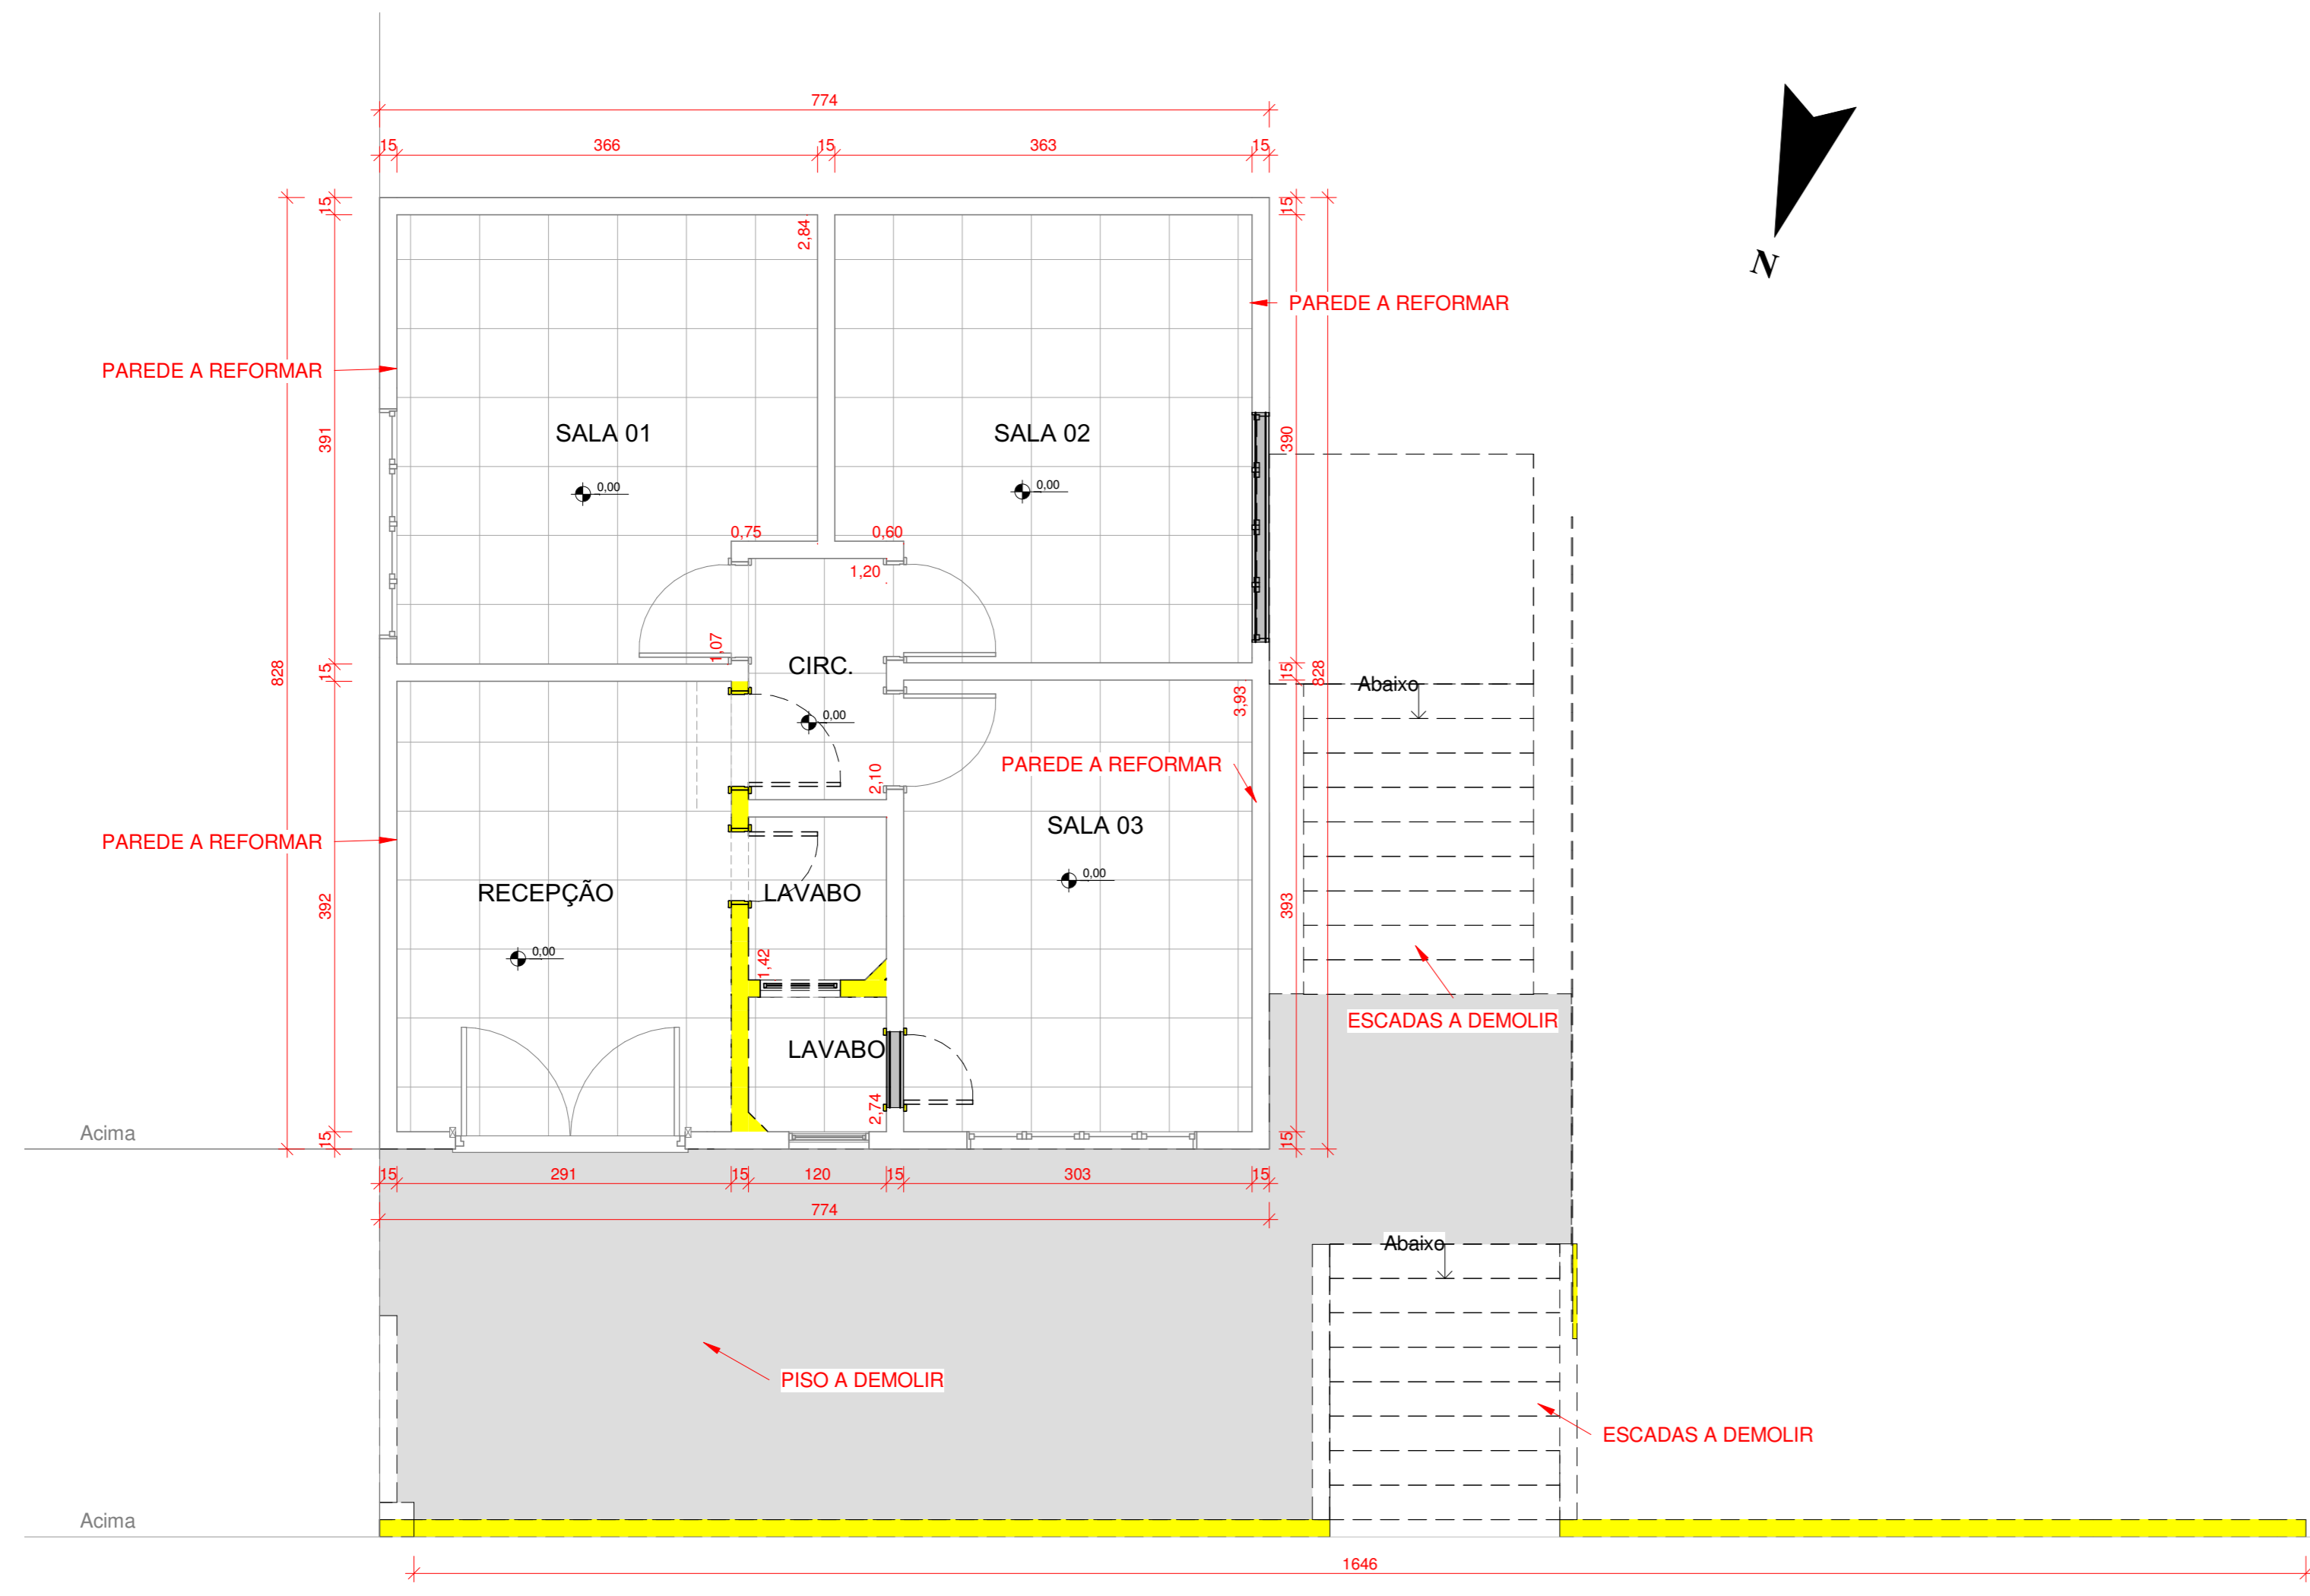 774
15 366 15 363 15
15
15
2,84
N
PAREDE A REFORMAR
PAREDE A REFORMAR
391
SALA 01
SALA 02
390
0,00
0,00
0,75
0,60
1,20
1,07
CIRC.
828
15
15
828
Abaixo
3,93
0,00
PAREDE A REFORMAR
2,10
SALA 03
PAREDE A REFORMAR
0,00
RECEPÇÃO
LAVABO
392
393
0,00
1,42
ESCADAS A DEMOLIR
LAVABO
2,74
Acima
15
15
15 291 15 120 15 303 15
774
Abaixo
PISO A DEMOLIR
ESCADAS A DEMOLIR
Acima
1646